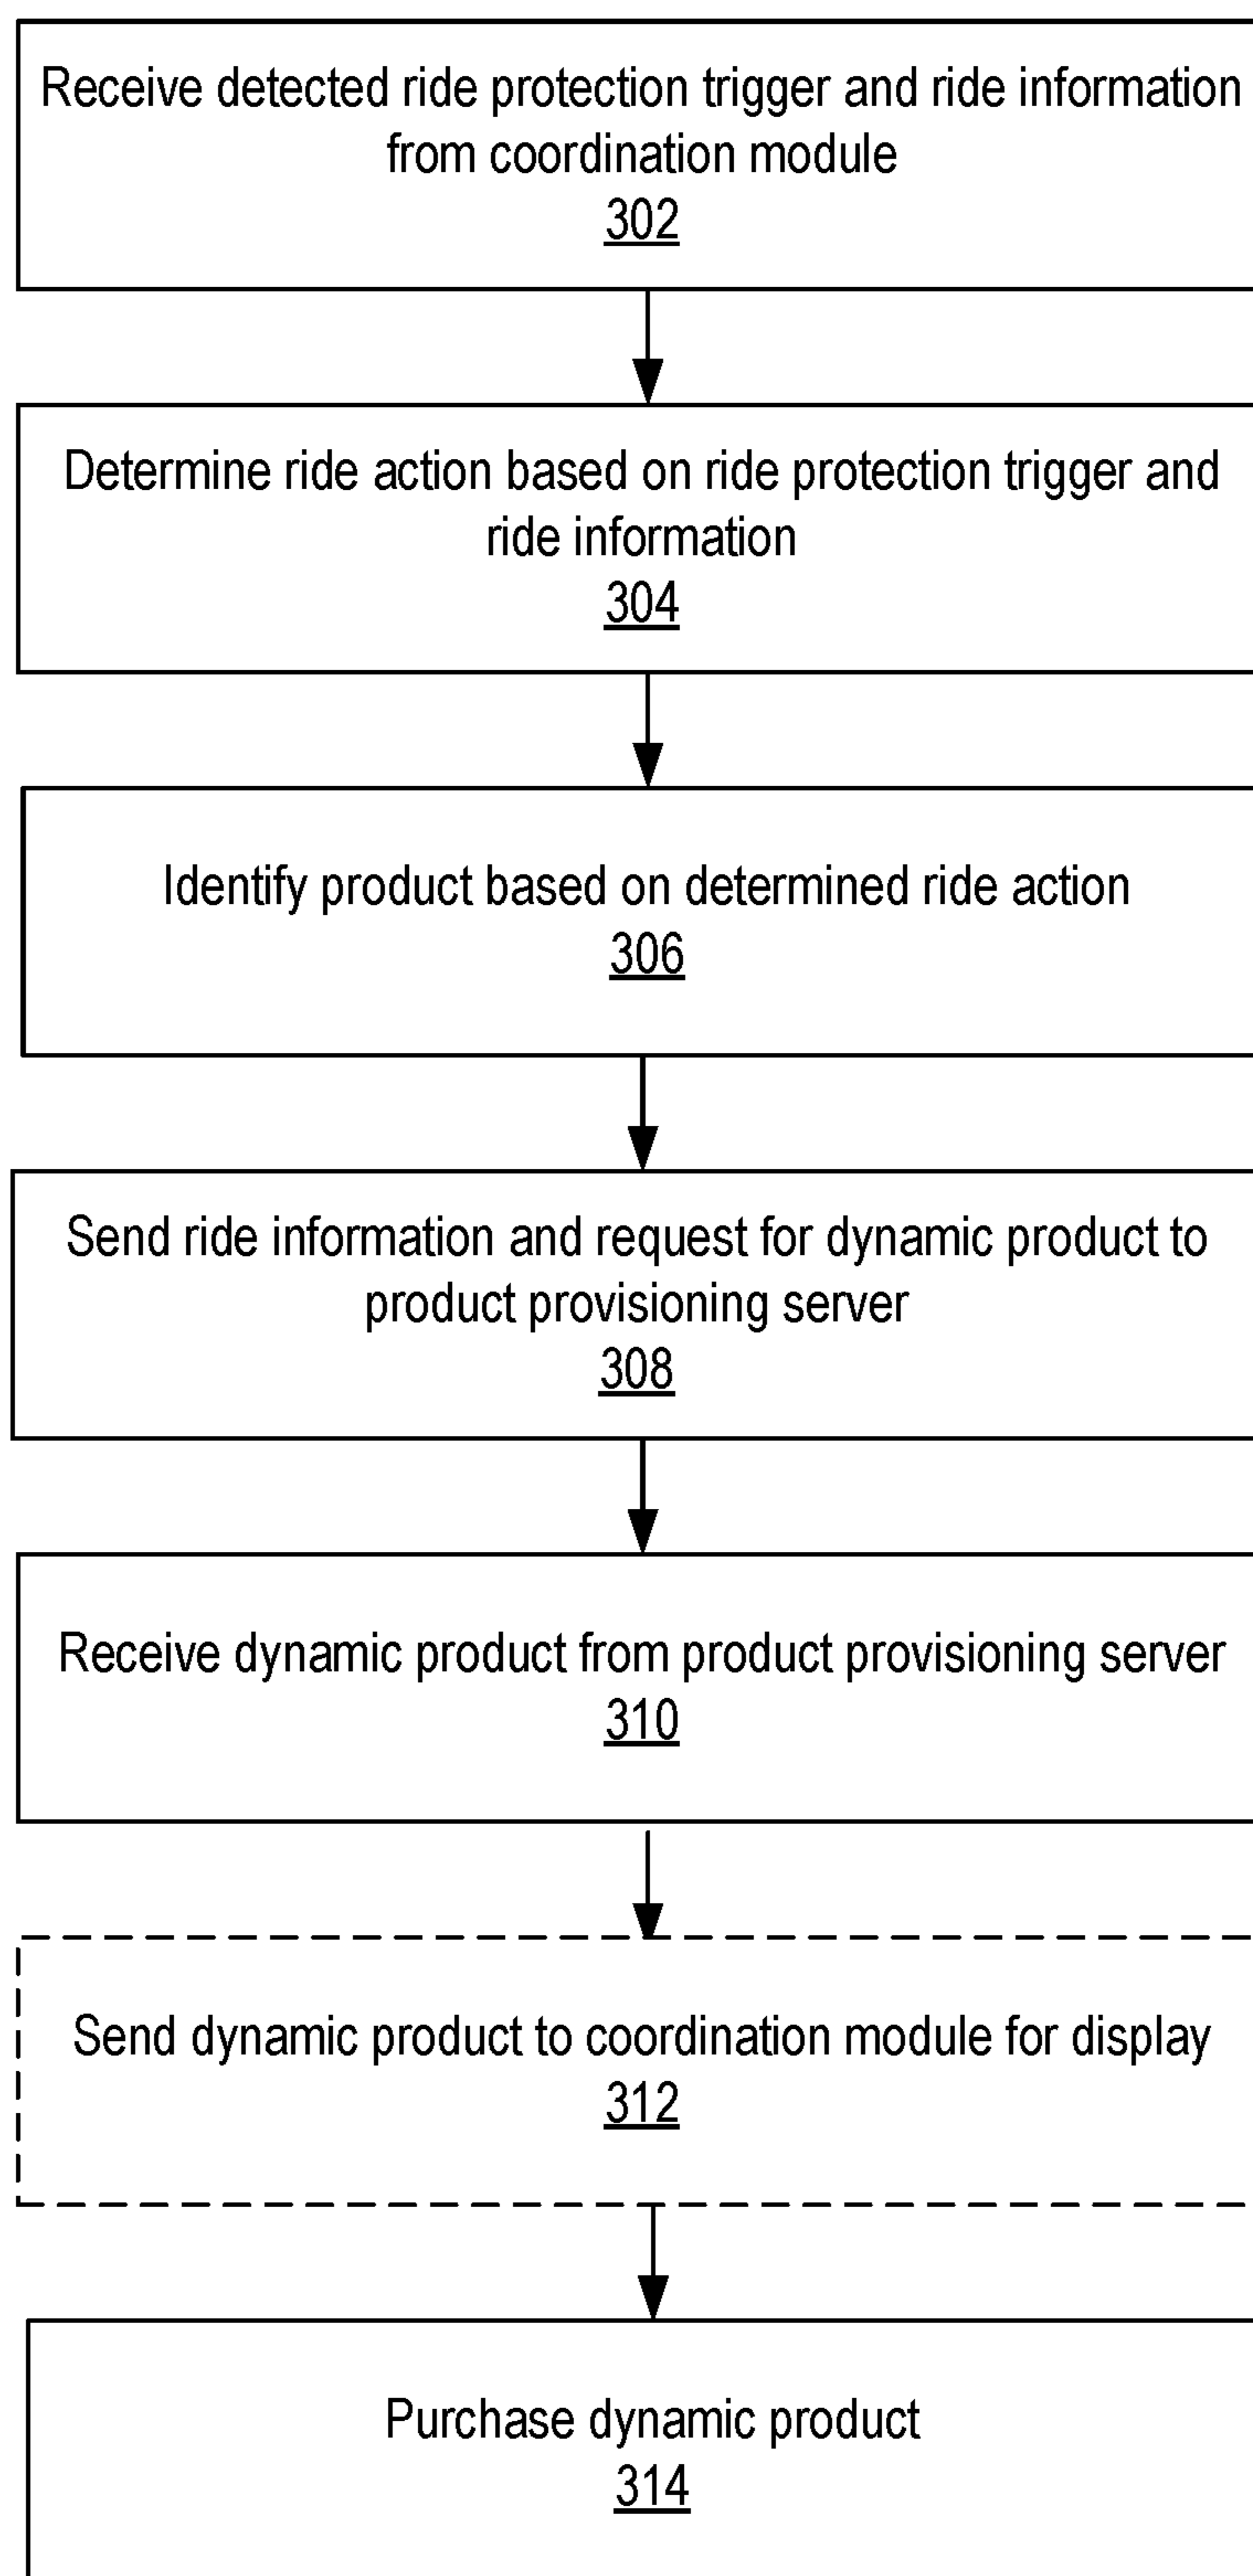 Receive detected ride protection trigger and ride information
from coordination module
302
Determine ride action based on ride protection trigger and
ride information
304
Identify product based on determined ride action
306
Send ride information and request for dynamic product to
product provisioning server
308
Receive dynamic product from product provisioning server
310
Send dynamic product to coordination module for display
312
Purchase dynamic product
314